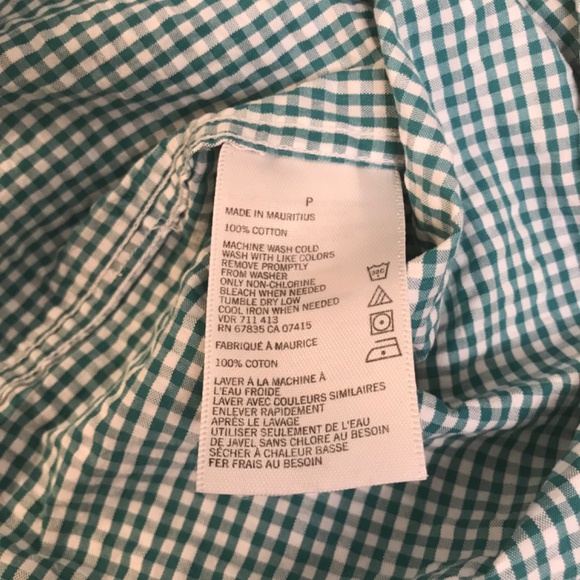 P
MADE IN MAURITIUS
100% COTTON
MACHINE WASH COLD
WASH WITH LIKE COLORS
REMOVE PROMPTLY
FROM WASHER
ONLY NON-CHLORINE
BLEACH WHEN NEEDED
TUMBLE DRY LOW
COOL IRON WHEN NEEDED
VDR 711 413
RN 67835 CA 07415
FABRIQUÉ À MAURICE
100% COTON
LAVER À LA MACHINE À
L'EAU FROIDE
LAVER AVEC COULEURS SIMILAIRES
ENLEVER RAPIDEMENT
APRÈS LE LAVAGE
UTILISER SEULEMENT DE L'EAU
DE JAVEL SANS CHLORE AU BESOIN
SÉCHER À CHALEUR BASSE
FER FRAIS AU BESOIN